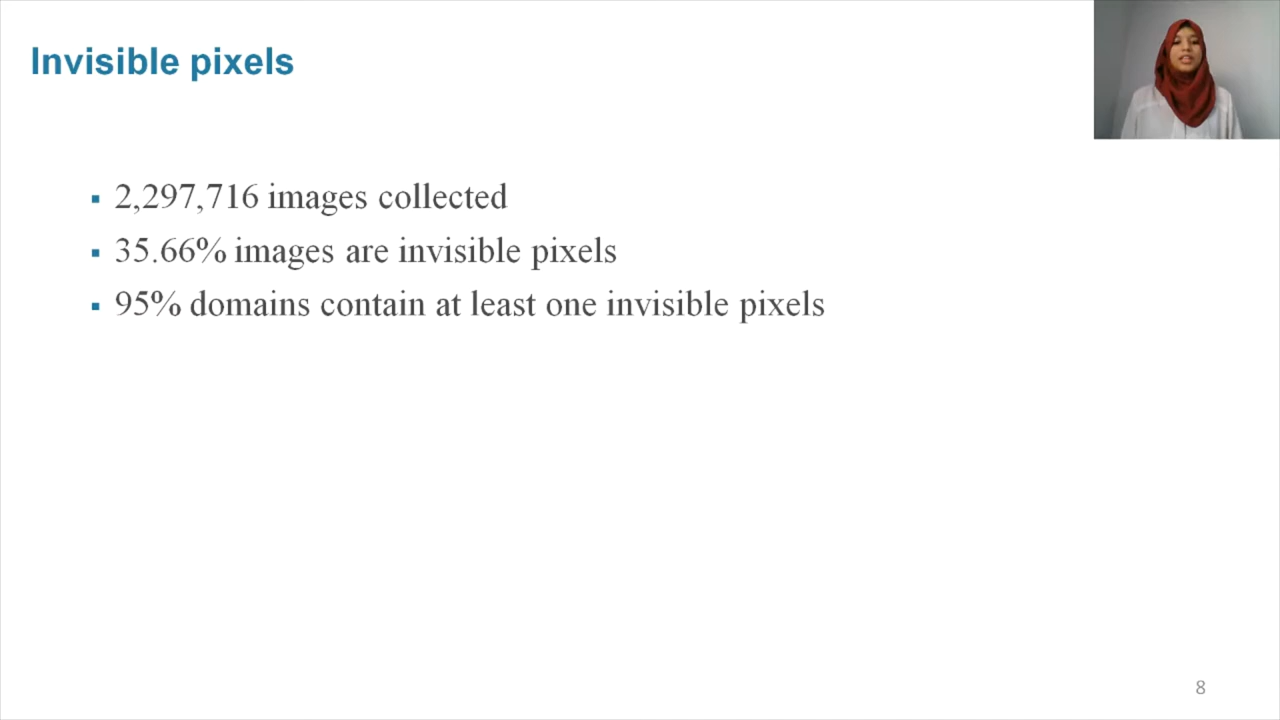 Invisible pixels
▪ 2,297,716 images collected
▪ 35.66% images are invisible pixels
▪ 95% domains contain at least one invisible pixels
8